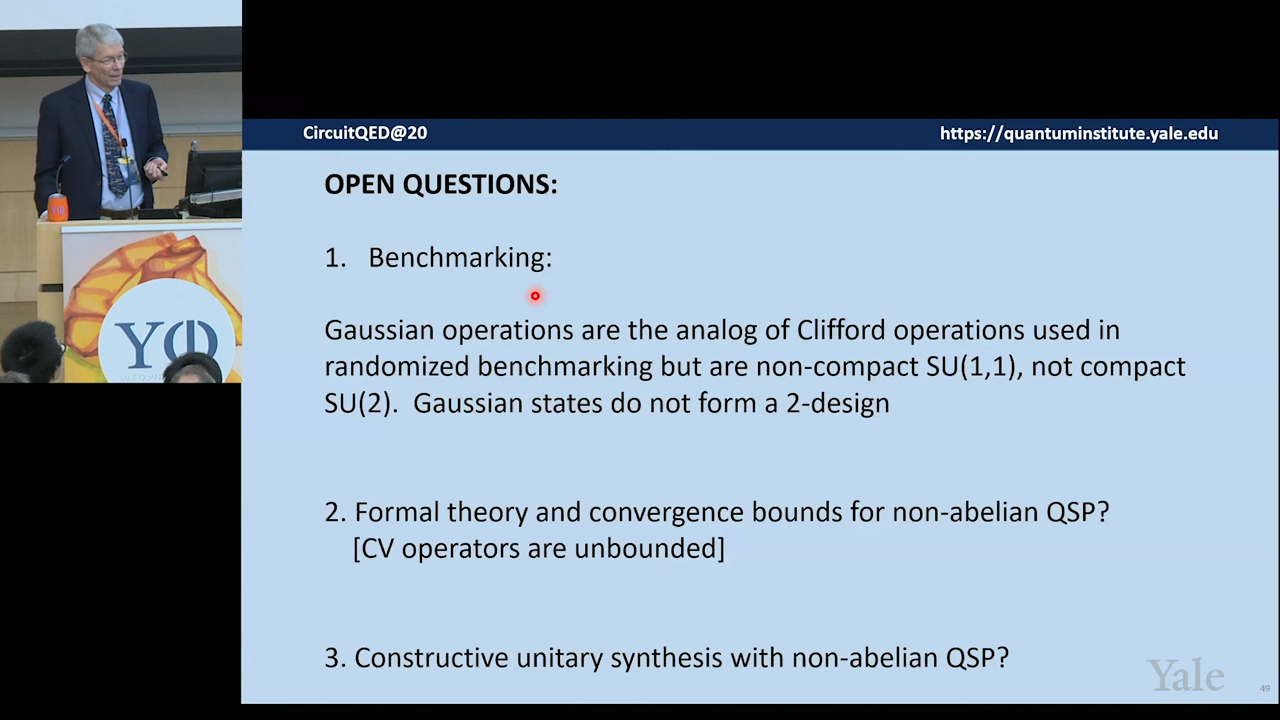 CircuitQED@20
https://quantuminstitute.yale.edu
OPEN QUESTIONS:
1. Benchmarking:
Gaussian operations are the analog of Clifford operations used in
randomized benchmarking but are non-compact SU(1,1), not compact
SU(2). Gaussian states do not form a 2-design
2. Formal theory and convergence bounds for non-abelian QSP?
[CV operators are unbounded]
3. Constructive unitary synthesis with non-abelian QSP?
Yale
49